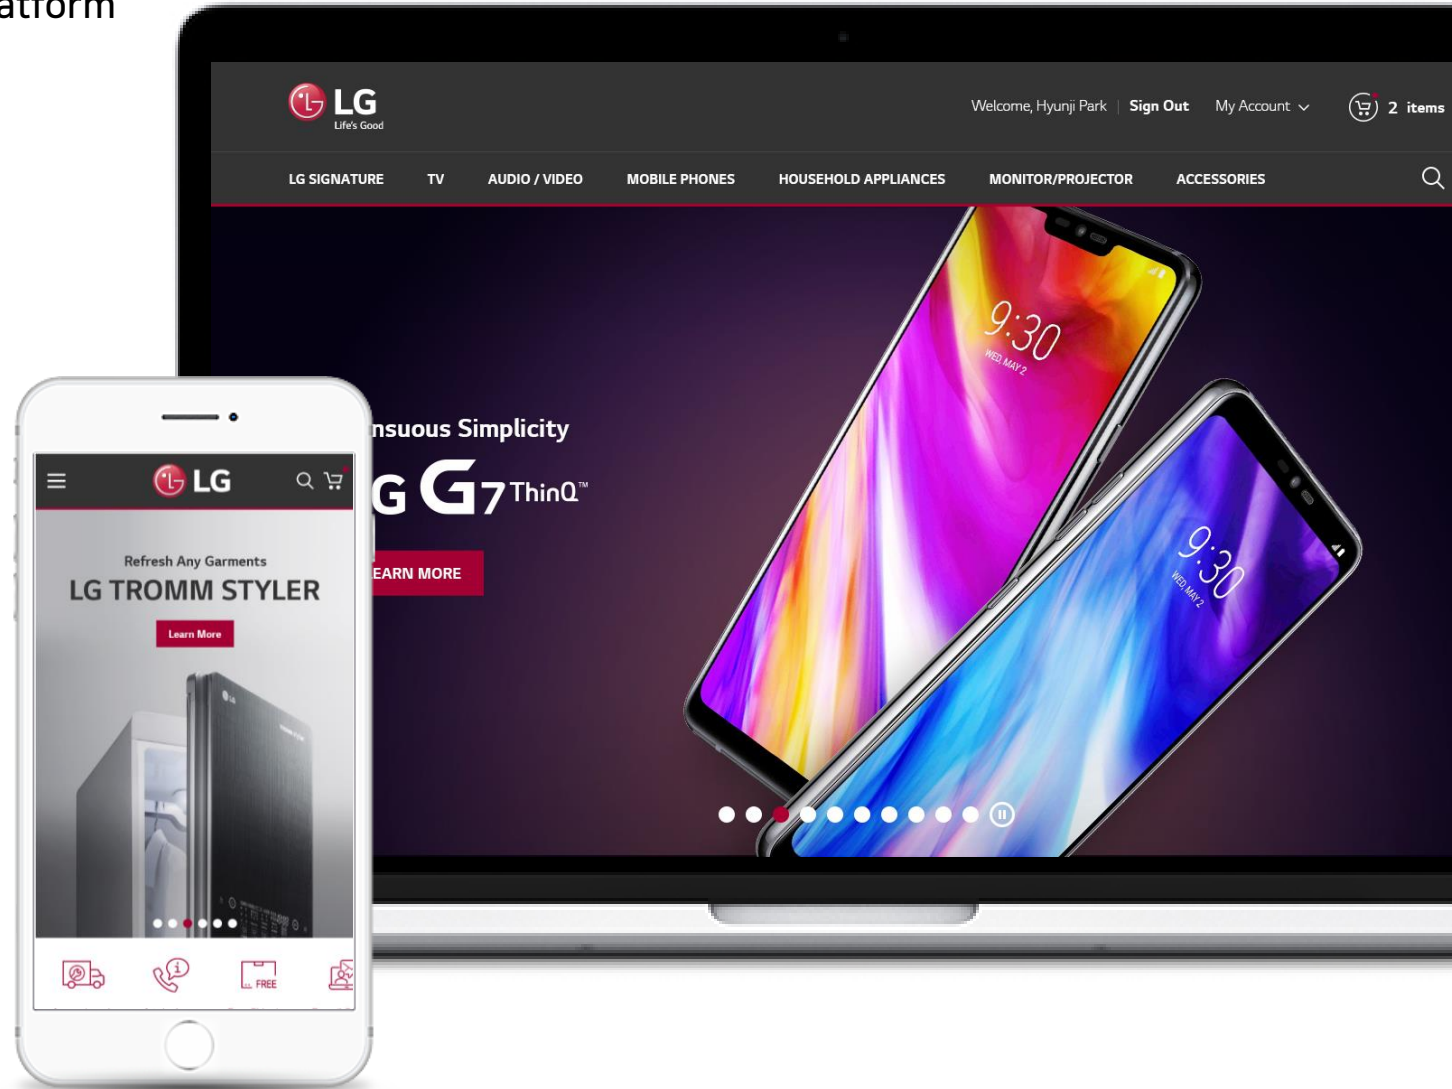 atform
LG
Life's Good
Welcome, Hyunji Park | Sign Out My Account 2 items
LG SIGNATURE TV AUDIO / VIDEO MOBILE PHONES HOUSEHOLD APPLIANCES MONITOR/PROJECTOR ACCESSORIES
9:30
WED, MAY 2
nsuous Simplicity
G G7 ThinQ™
EARN MORE
9:30
WED, MAY 2
LG
Refresh Any Garments
LG TROMM STYLER
Learn More
LG
FREE